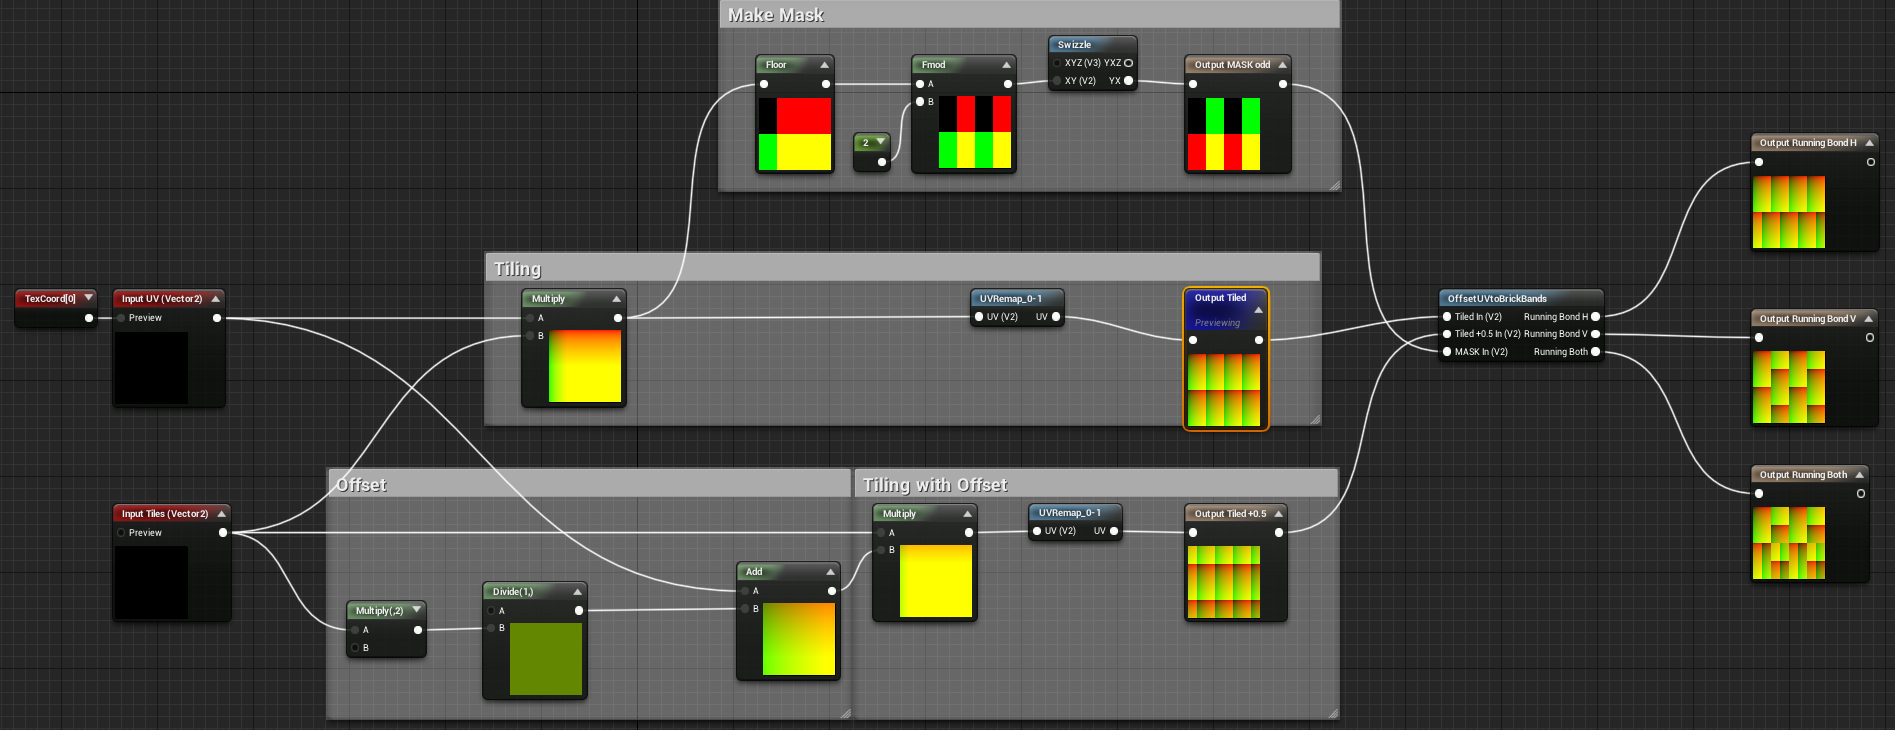 Make Mask
Floor
Fmod
A
B
2
Swizzle
XYZ (V3) YXZ
XY (V2) YX
Output MASK odd
Tiling
TexCoord[0]
Input UV (Vector2)
Preview
Multiply
A
B
UVRemap_0-1
UV (V2) UV
Output Tiled
Previewing
OffsetUVtoBrickBands
Tiled In (V2) Running Bond H
Tiled +0.5 In (V2) Running Bond V
MASK In (V2) Running Both
Output Running Bond H
Output Running Bond V
Output Running Both
Input Tiles (Vector2)
Preview
Offset
Multiply(,2)
A
B
Divide(1,)
A
B
Add
A
B
Tiling with Offset
Multiply
A
B
UVRemap_0-1
UV (V2) UV
Output Tiled +0.5